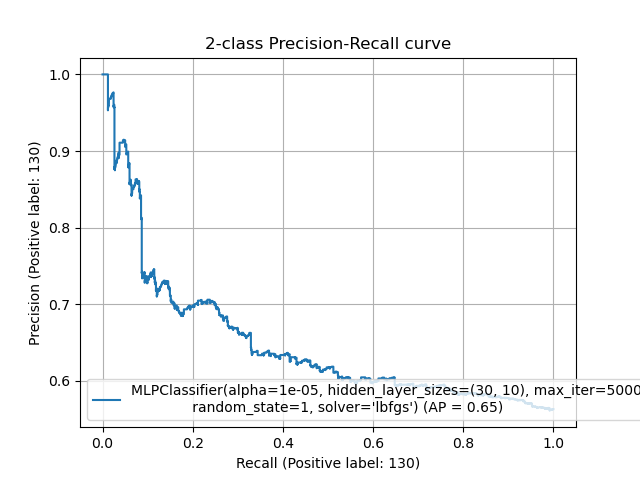 2-class Precision-Recall curve
1.0
0.9
0.8
0.7
0.6
Precision (Positive label: 130)
MLPClassifier(alpha=1e-05, hidden_layer_sizes=(30, 10), max_iter=5000
random_state=1, solver='lbfgs') (AP = 0.65)
0.0 0.2 0.4 0.6 0.8 1.0
Recall (Positive label: 130)